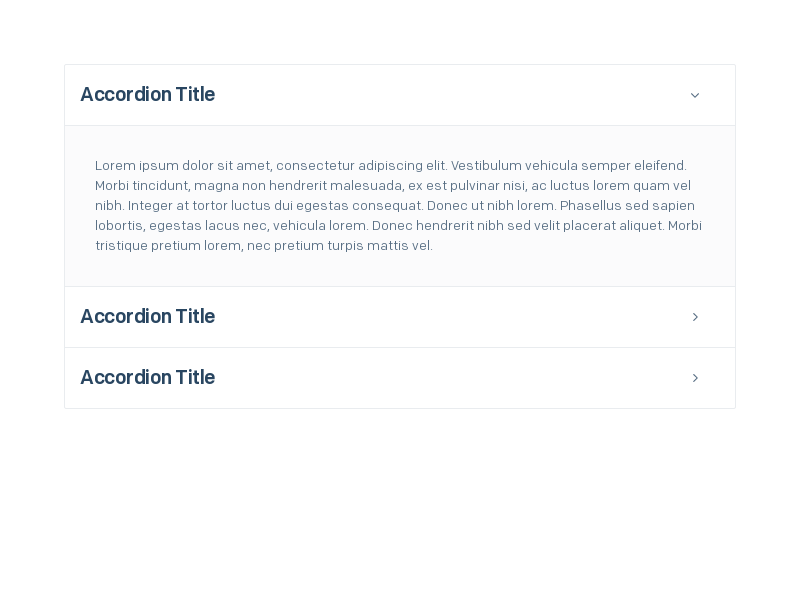 Accordion Title
Lorem ipsum dolor sit amet, consectetur adipiscing elit. Vestibulum vehicula semper eleifend.
Morbi tincidunt, magna non hendrerit malesuada, ex est pulvinar nisi, ac luctus lorem quam vel
nibh. Integer at tortor luctus dui egestas consequat. Donec ut nibh lorem. Phasellus sed sapien
lobortis, egestas lacus nec, vehicula lorem. Donec hendrerit nibh sed velit placerat aliquet. Morbi
tristique pretium lorem, nec pretium turpis mattis vel.
Accordion Title
Accordion Title